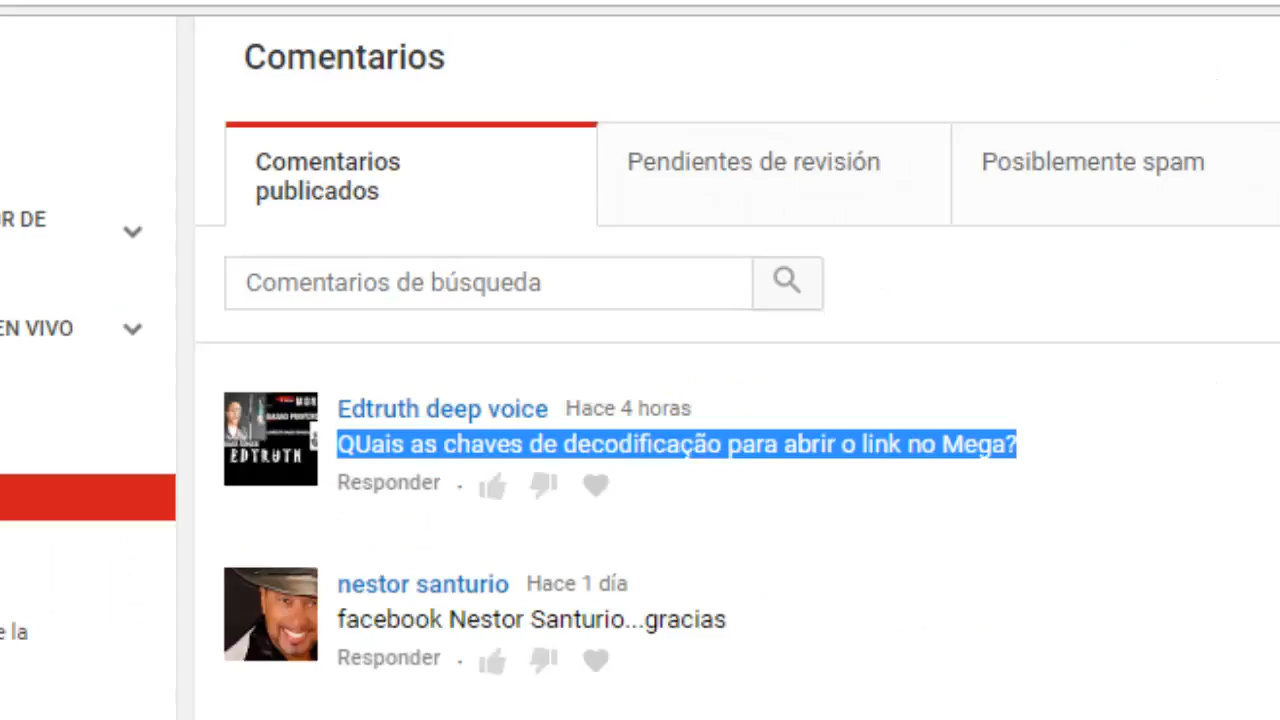 Comentarios
Comentarios
publicados
Pendientes de revisión
Posiblemente spam
OR DE
EN VIVO
e la
Comentarios de búsqueda
Edtruth deep voice Hace 4 horas
QUais as chaves de decodificação para abrir o link no Mega?
Responder .
EDTRUTH
nestor santurio Hace 1 día
facebook Nestor Santurio...gracias
Responder .